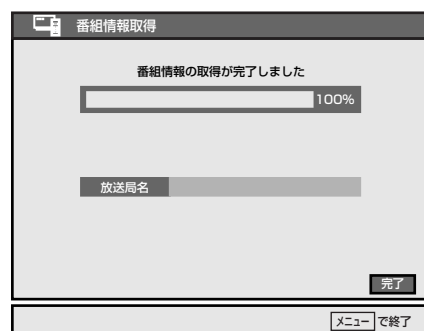 番組情報取得
番組情報の取得が完了しました
100%
放送局名
完了
メニュー で終了